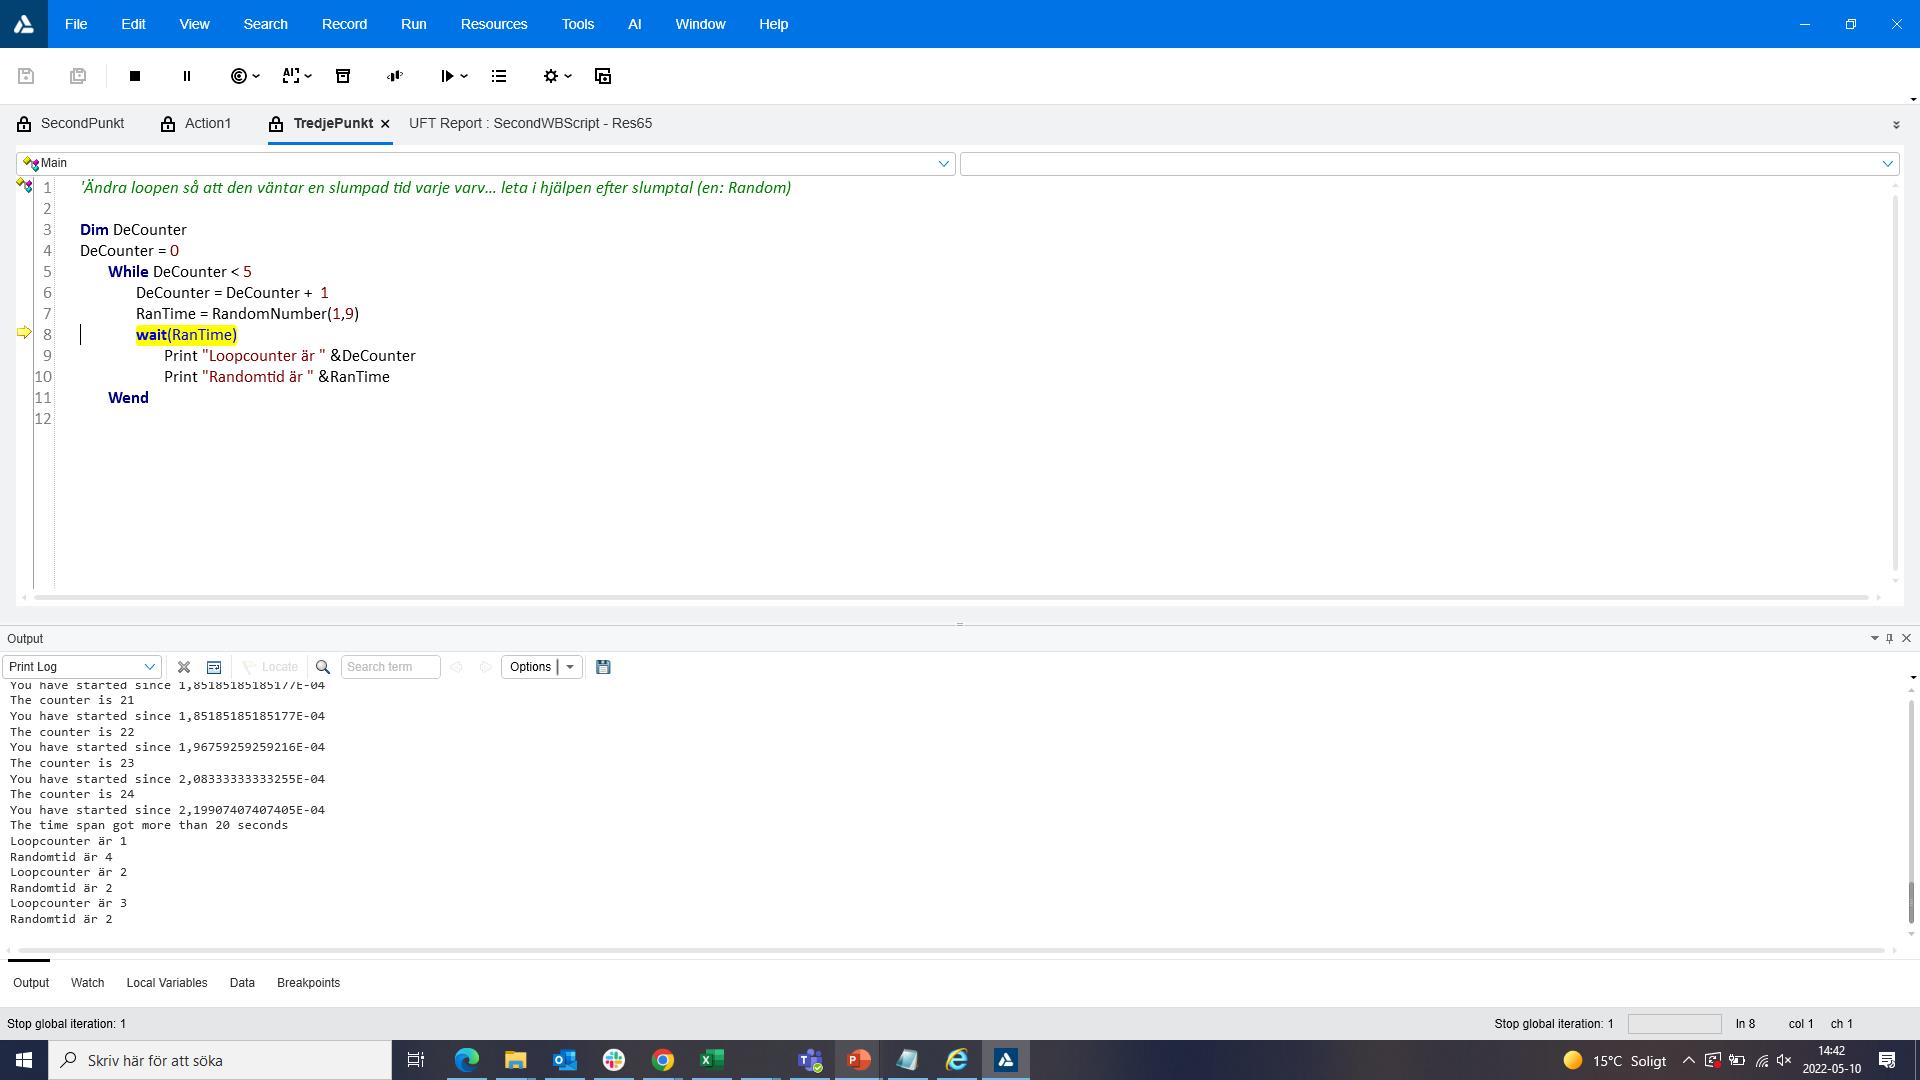 File Edit View Search Record Run Resources Tools AI Window Help
SecondPunkt Action1 TredjePunkt UFT Report : SecondWBScript - Res65
Main
1 'Ändra loopen så att den väntar en slumpad tid varje varv... leta i hjälpen efter slumptal (en: Random)
2
3 Dim DeCounter
4 DeCounter = 0
5 While DeCounter < 5
6 DeCounter = DeCounter + 1
7 RanTime = RandomNumber(1,9)
8 wait(RanTime)
9 Print "Loopcounter är " &DeCounter
10 Print "Randomtid är " &RanTime
11 Wend
12
Output
Print Log Locate Search term Options
You have started since 1,85185185185177E-04
The counter is 21
You have started since 1,85185185185177E-04
The counter is 22
You have started since 1,96759259259216E-04
The counter is 23
You have started since 2,08333333333255E-04
The counter is 24
You have started since 2,19907407407405E-04
The time span got more than 20 seconds
Loopcounter är 1
Randomtid är 4
Loopcounter är 2
Randomtid är 2
Loopcounter är 3
Randomtid är 2
Output Watch Local Variables Data Breakpoints
Stop global iteration: 1 Stop global iteration: 1 ln 8 col 1 ch 1
Skriv här för att söka 15°C Soligt 14:42
2022-05-10